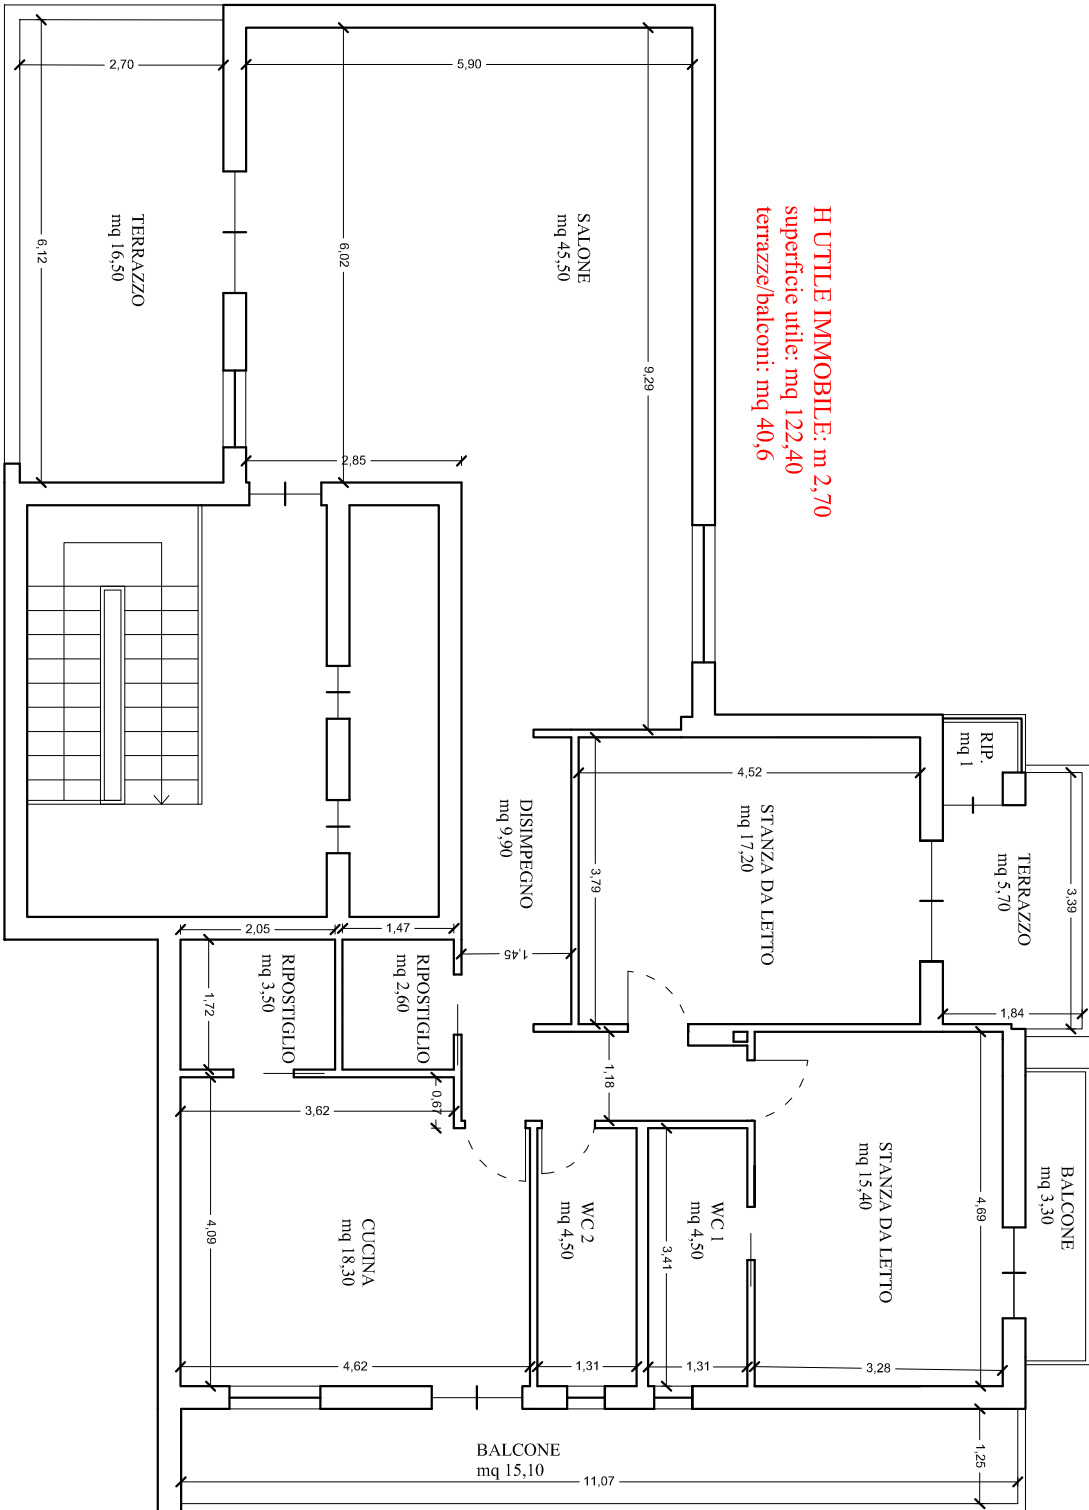 H UTILE IMMOBILE: m 2,70
superficie utile: mq 122,40
terrazze/balconi: mq 40,6
2,70
5,90
6,12
6,02
9,29
TERRAZZO
mq 16,50
SALONE
mq 45,50
2,85
RIP.
mq 1
4,52
3,39
STANZA DA LETTO
mq 17,20
TERRAZZO
mq 5,70
DISIMPEGNO
mq 9,90
3,79
2,05
1,47
1,45
1,84
RIPOSTIGLIO
mq 3,50
RIPOSTIGLIO
mq 2,60
1,72
1,18
3,62
0,67
STANZA DA LETTO
mq 15,40
BALCONE
mq 3,30
4,69
WC 1
mq 4,50
WC 2
mq 4,50
CUCINA
mq 18,30
4,09
3,41
4,62
1,31
1,31
3,28
BALCONE
mq 15,10
1,25
11,07